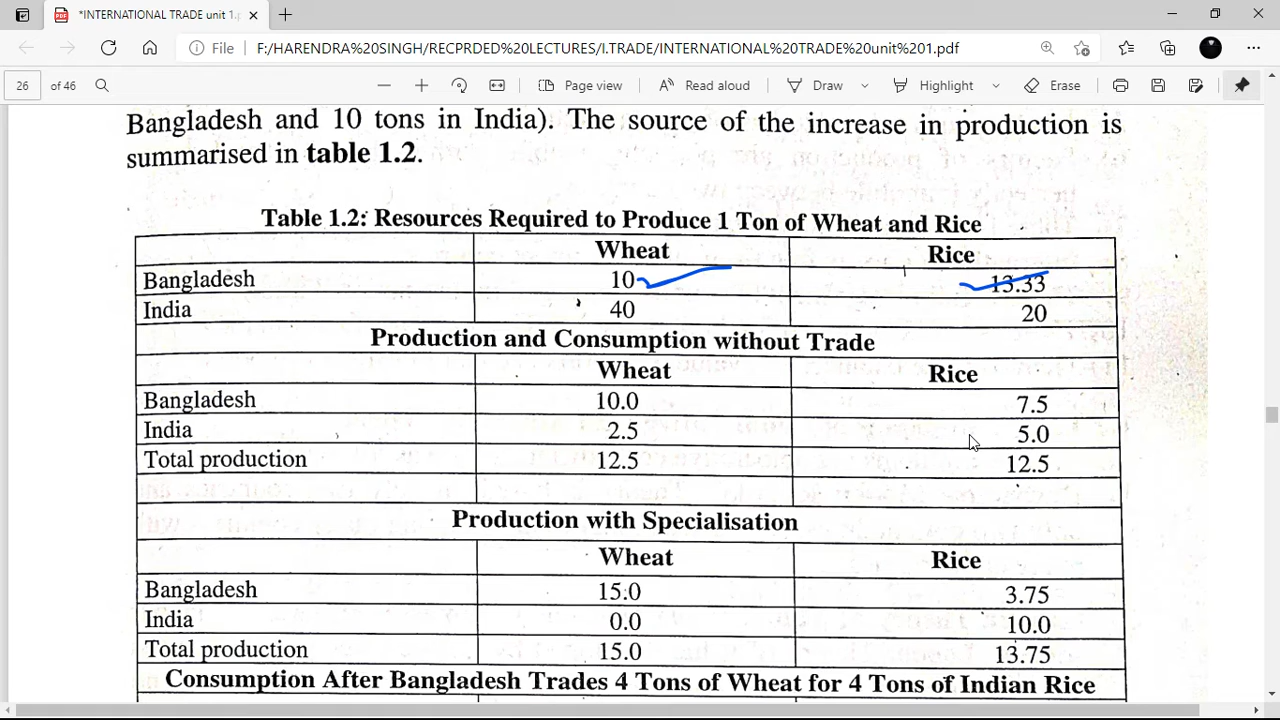 *INTERNATIONAL TRADE unit 1.p
File F:/HARENDRA%20SINGH/RECPRDED%20LECTURES/I.TRADE/INTERNATIONAL%20TRADE%20unit%201.pdf
26 of 46 Page view Read aloud Draw Highlight Erase
Bangladesh and 10 tons in India). The source of the increase in production is
summarised in table 1.2.
Table 1.2: Resources Required to Produce 1 Ton of Wheat and Rice
Wheat Rice
Bangladesh 10 13.33
India 40 20
Production and Consumption without Trade
Wheat Rice
Bangladesh 10.0 7.5
India 2.5 5.0
Total production 12.5 12.5
Production with Specialisation
Wheat Rice
Bangladesh 15.0 3.75
India 0.0 10.0
Total production 15.0 13.75
Consumption After Bangladesh Trades 4 Tons of Wheat for 4 Tons of Indian Rice